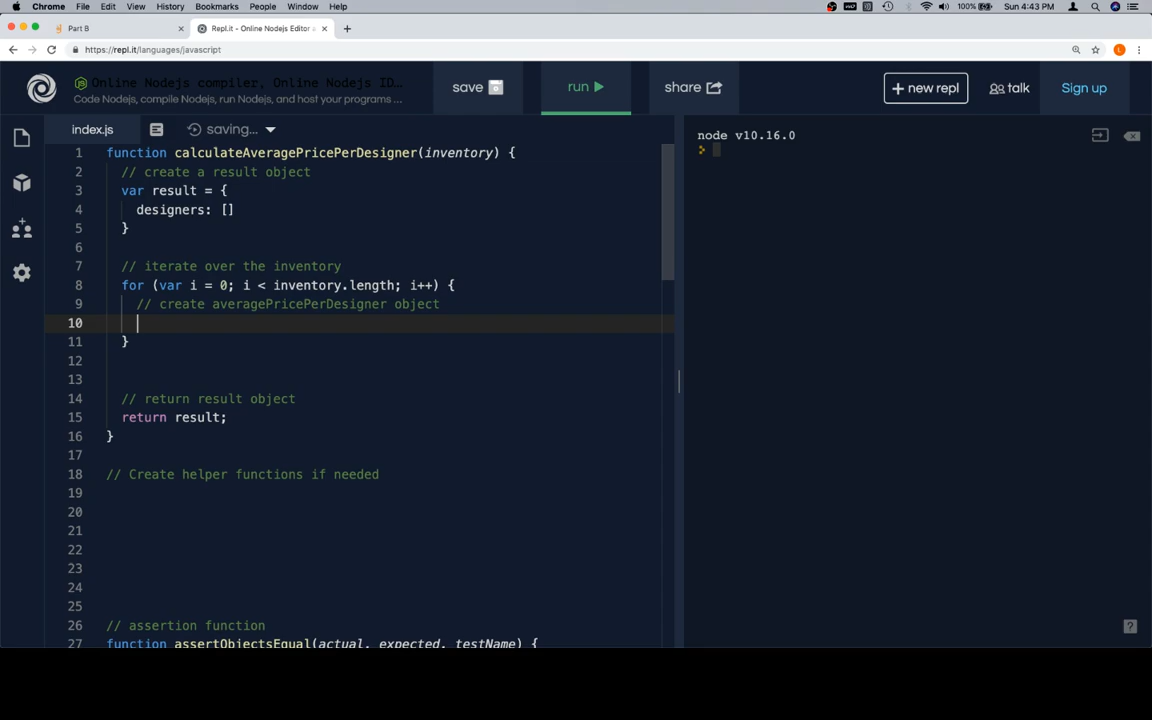 Chrome File Edit View History Bookmarks People Window Help 100% Sun 4:43 PM
Part B Repl.it - Online Nodejs Editor
https://repl.it/languages/javascript
Online Nodejs compiler, Online Nodejs ID...
Code Nodejs, compile Nodejs, run Nodejs, and host your programs ...
save run share + new repl talk Sign up
index.js saving...
node v10.16.0
1 function calculateAveragePricePerDesigner(inventory) {
2 // create a result object
3 var result = {
4 designers: []
5 }
6
7 // iterate over the inventory
8 for (var i = 0; i < inventory.length; i++) {
9 // create averagePricePerDesigner object
10
11 }
12
13
14 // return result object
15 return result;
16 }
17
18 // Create helper functions if needed
19
20
21
22
23
24
25
26 // assertion function
27 function assertObjectsEqual(actual, expected, testName) {